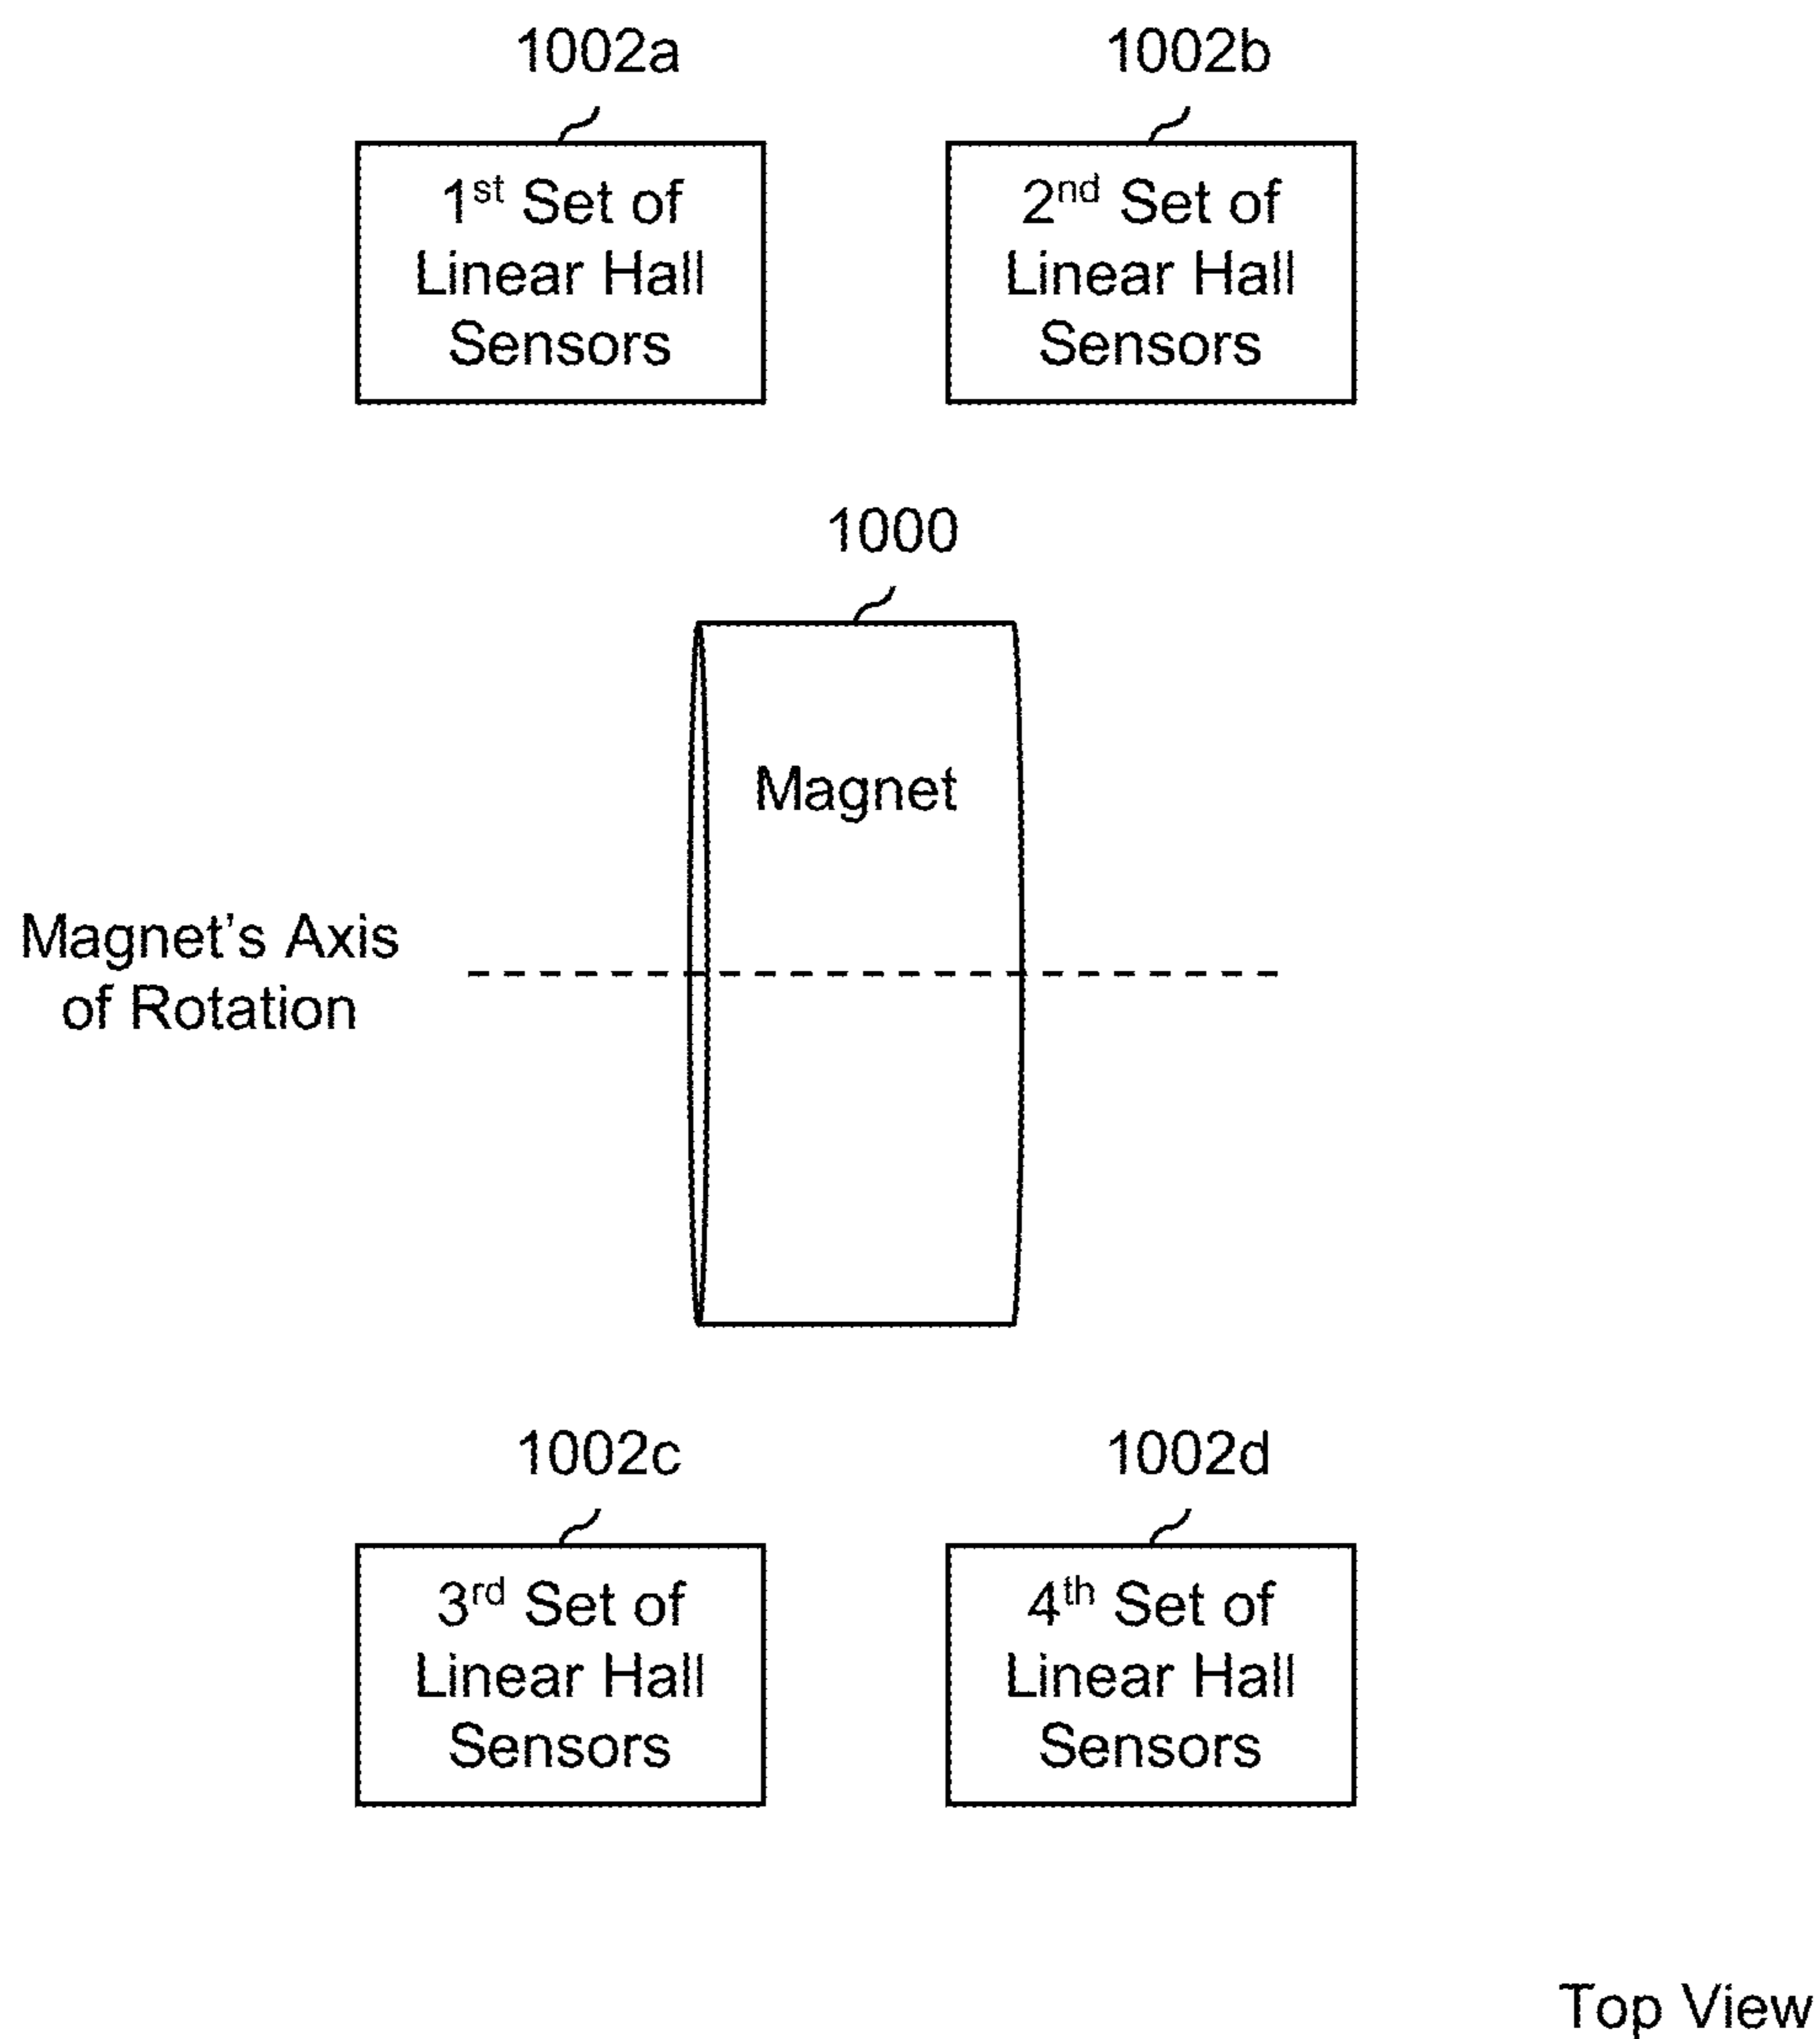 1002a
1002b
1st Set of
Linear Hall
Sensors
2nd Set of
Linear Hall
Sensors
1000
Magnet
Magnet’s Axis
of Rotation
1002c
1002d
3rd Set of
Linear Hall
Sensors
4th Set of
Linear Hall
Sensors
Top View